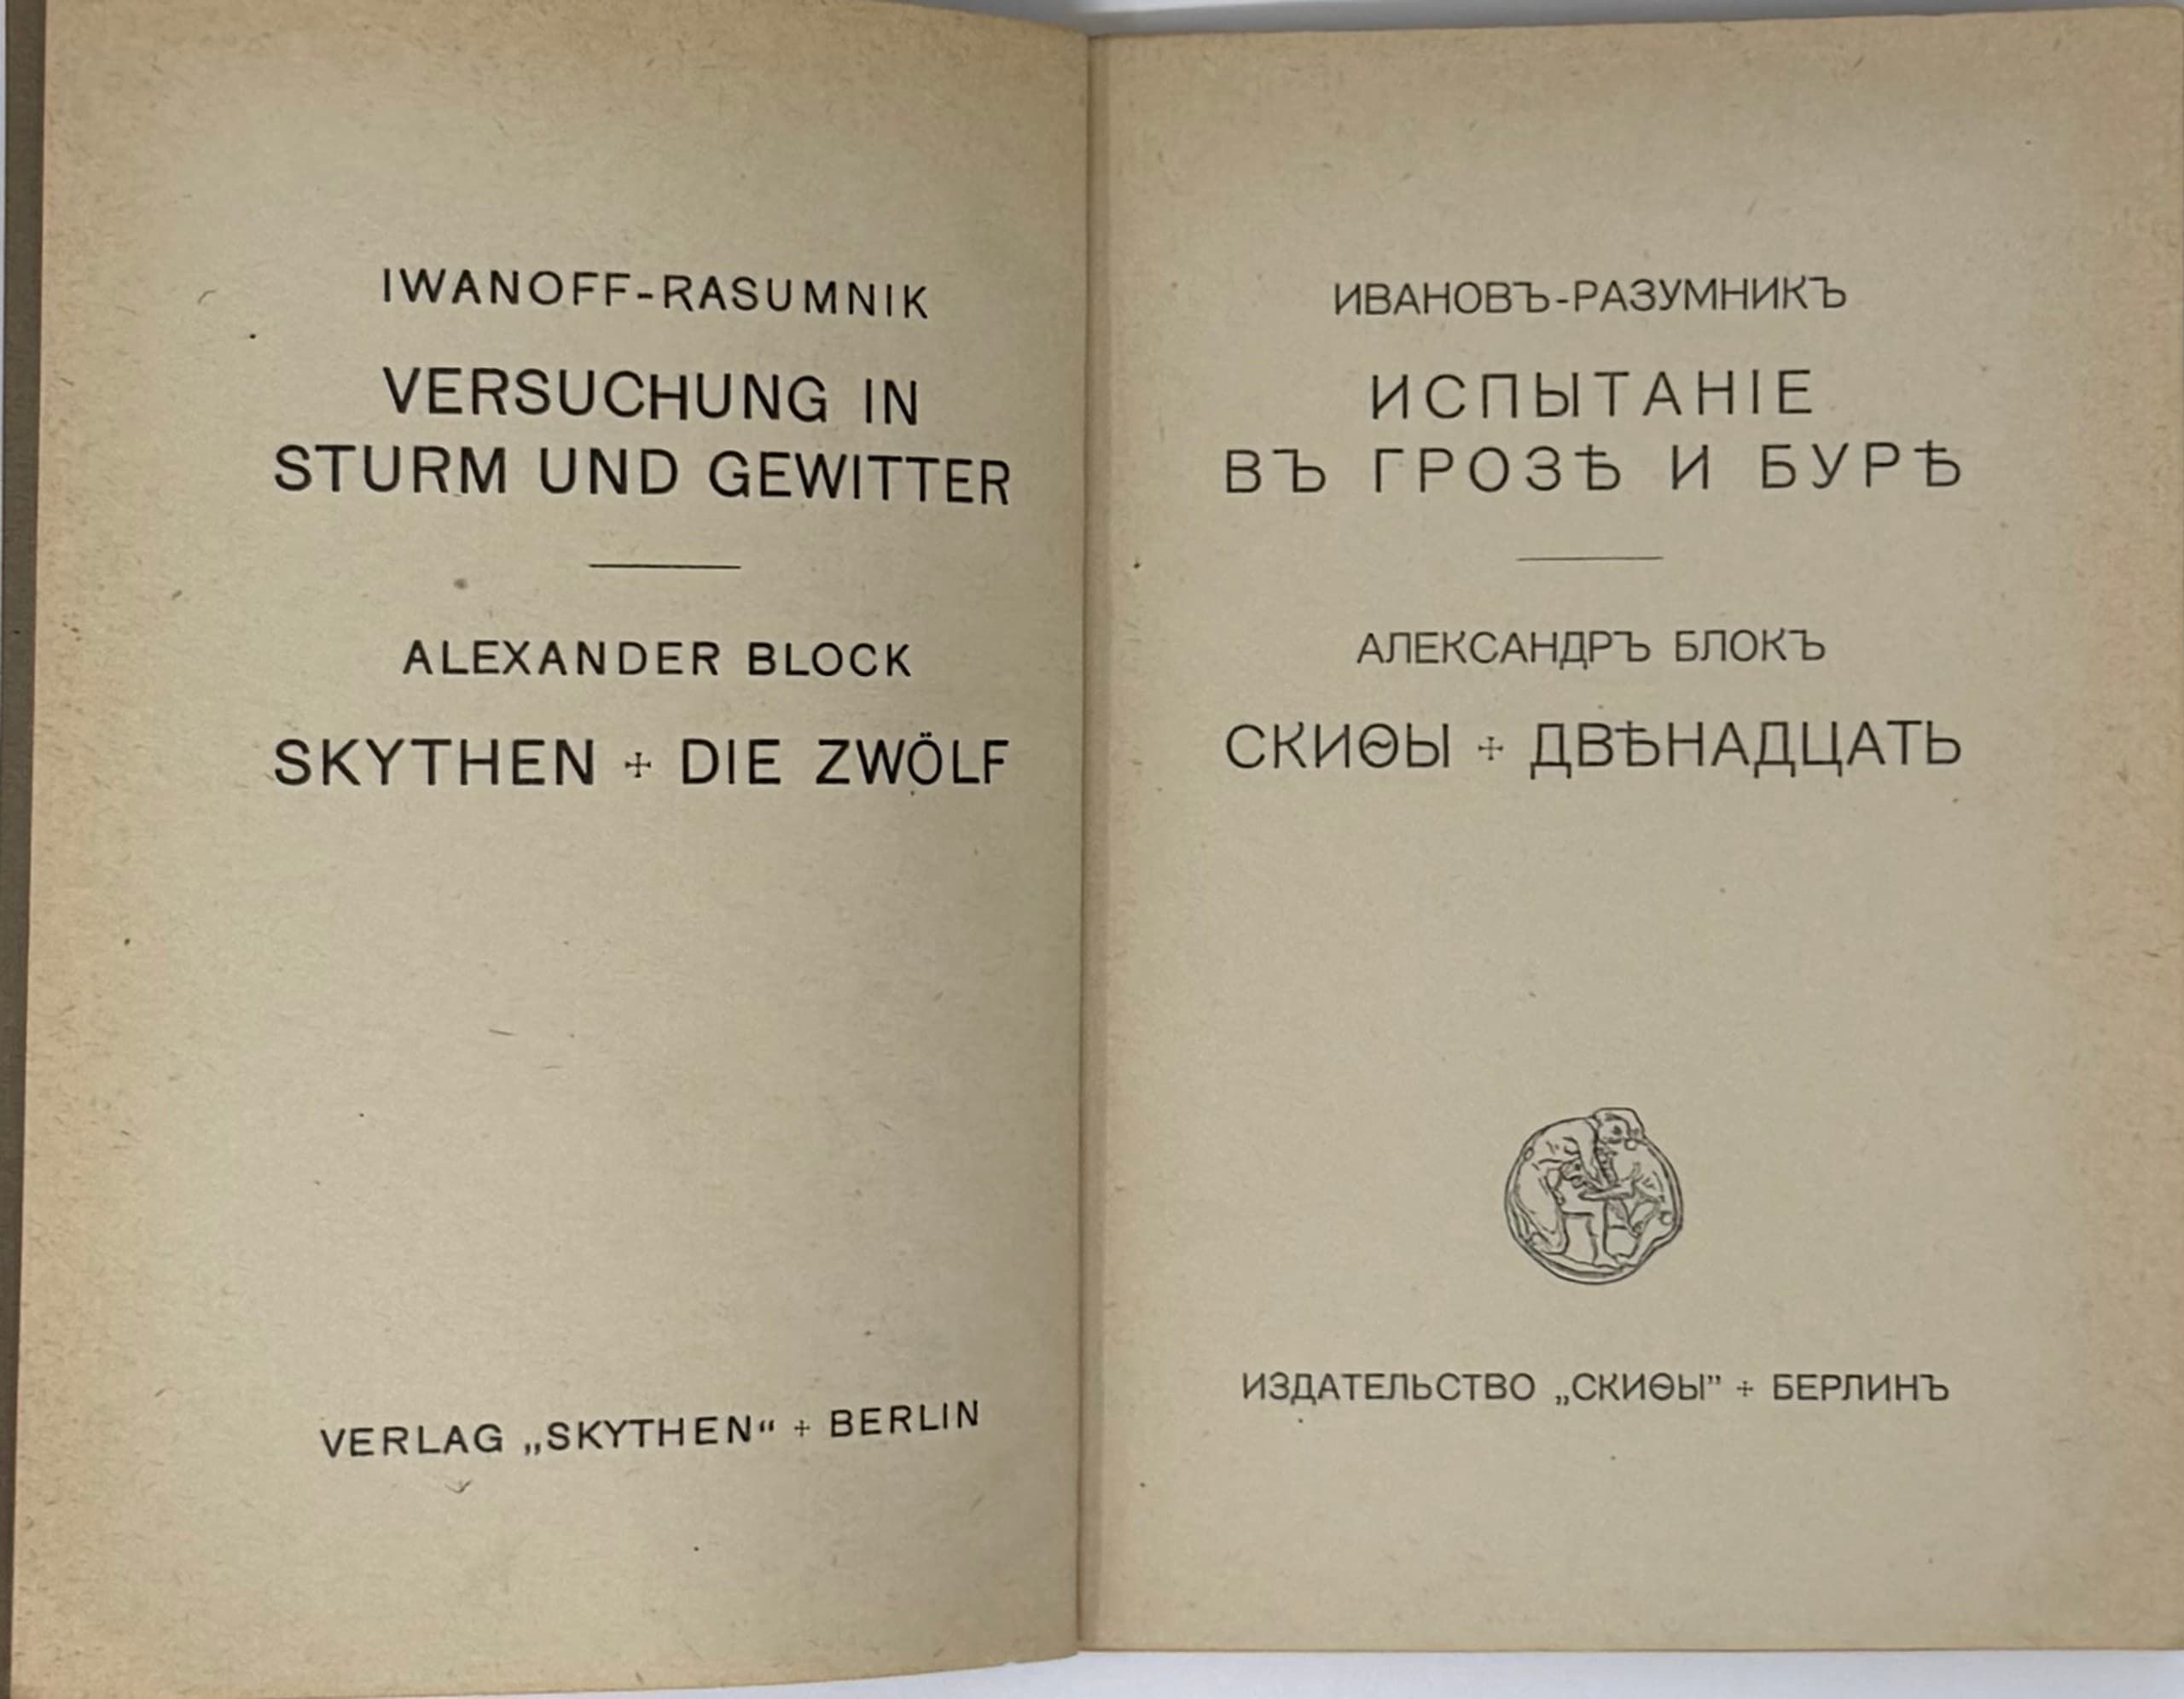 IWANOFF-RASUMNIK
VERSUCHUNG IN
STURM UND GEWITTER
ALEXANDER BLOCK
SKYTHEN + DIE ZWÖLF
VERLAG „SKYTHEN“ + BERLIN
ИВАНОВЪ-РАЗУМНИКЪ
ИСПЫТАНІЕ
ВЪ ГРОЗѢ И БУРѢ
АЛЕКСАНДРЪ БЛОКЪ
СКИѲЫ + ДВѢНАДЦАТЬ
ИЗДАТЕЛЬСТВО „СКИѲЫ” + БЕРЛИНЪ